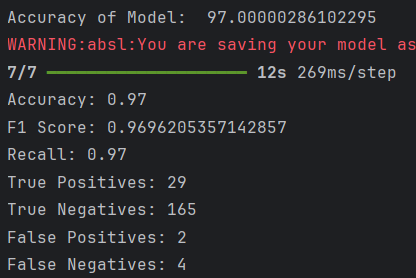 Accuracy of Model:  97.00000286102295
WARNING:absl:You are saving your model as
7/7 ━━━━━━━━━━━━━━━━━━━━ 12s 269ms/step
Accuracy: 0.97
F1 Score: 0.9696205357142857
Recall: 0.97
True Positives: 29
True Negatives: 165
False Positives: 2
False Negatives: 4